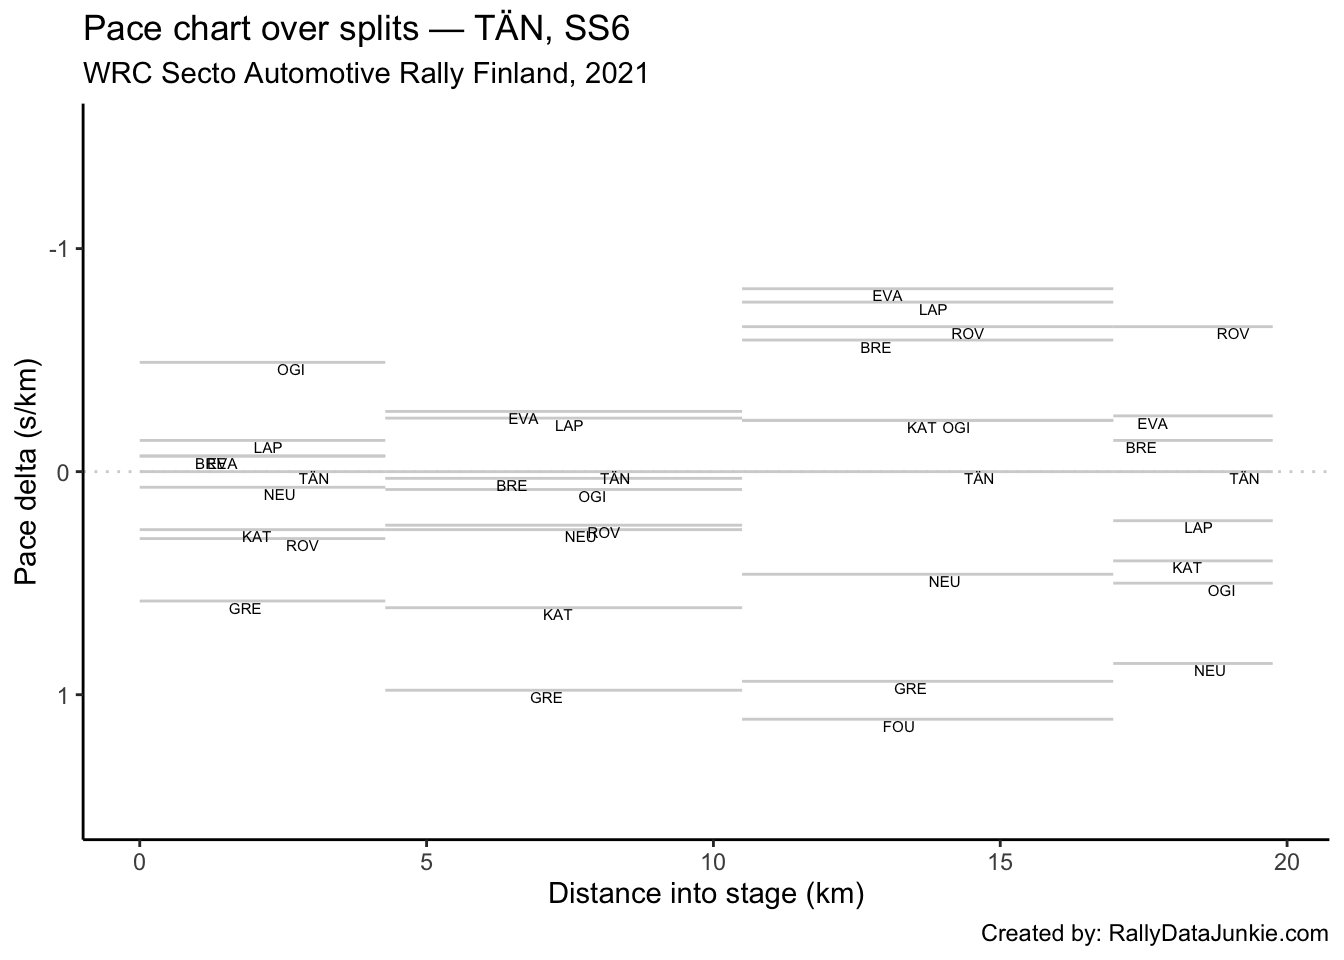 Pace chart over splits — TÄN, SS6
WRC Secto Automotive Rally Finland, 2021
Pace delta (s/km)
-1
0
1
OGI
LAP
BRE
EVA
TÄN
NEU
KAT
ROV
GRE
EVA
LAP
TÄN
BRE
OGI
ROV
NEU
KAT
GRE
EVA
LAP
ROV
BRE
KAT OGI
TÄN
NEU
GRE
FOU
ROV
EVA
BRE
TÄN
LAP
KAT
OGI
NEU
0 5 10 15 20
Distance into stage (km)
Created by: RallyDataJunkie.com